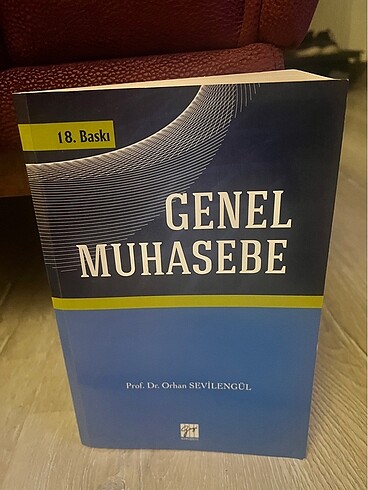 18. Baskı
GENEL
MUHASEBE
Prof. Dr. Orhan SEVİLENGÜL